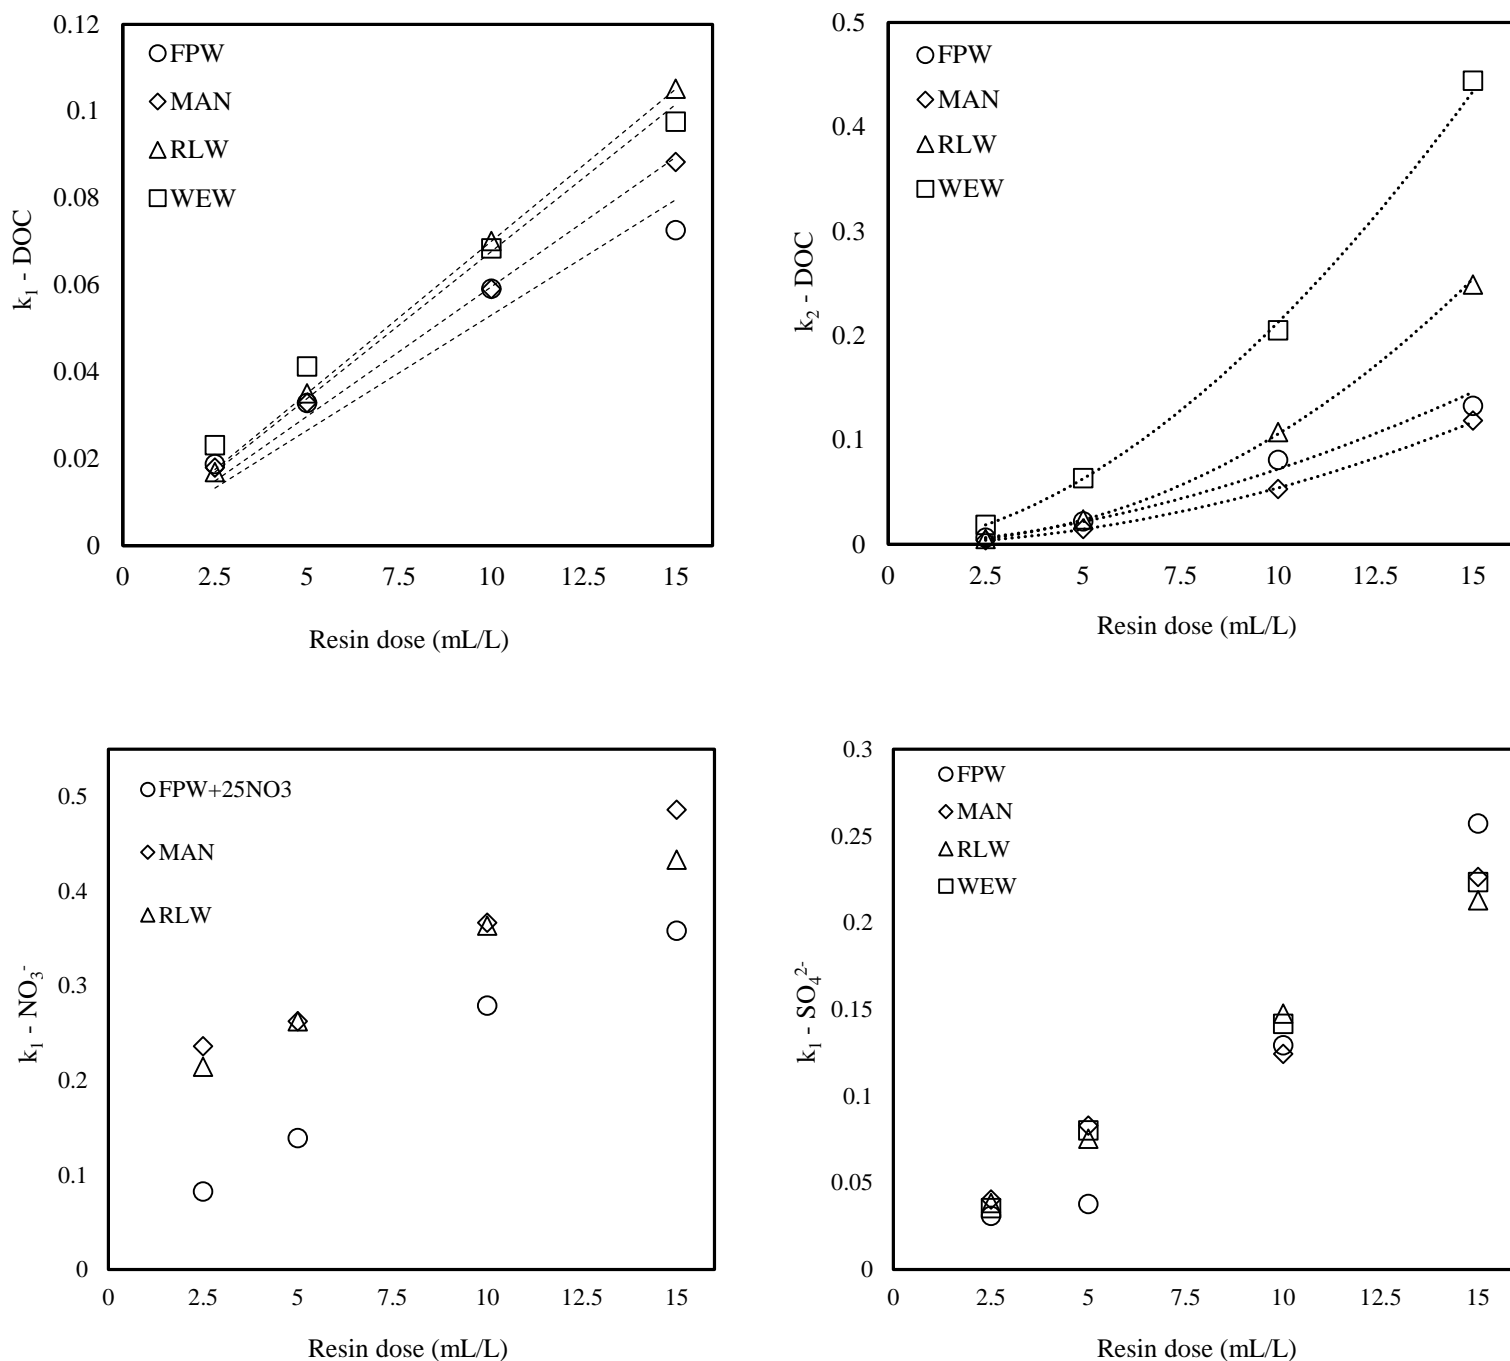 0.12
0.1
0.08
0.06
0.04
0.02
0
k₁ - DOC
FPW
MAN
RLW
WEW
0 2.5 5 7.5 10 12.5 15
Resin dose (mL/L)
0.5
0.4
0.3
0.2
0.1
0
k₂ - DOC
FPW
MAN
RLW
WEW
0 2.5 5 7.5 10 12.5 15
Resin dose (mL/L)
0.5
0.4
0.3
0.2
0.1
0
k₁ - NO₃⁻
FPW+25NO3
MAN
RLW
0 2.5 5 7.5 10 12.5 15
Resin dose (mL/L)
0.3
0.25
0.2
0.15
0.1
0.05
0
k₁ - SO₄²⁻
FPW
MAN
RLW
WEW
0 2.5 5 7.5 10 12.5 15
Resin dose (mL/L)